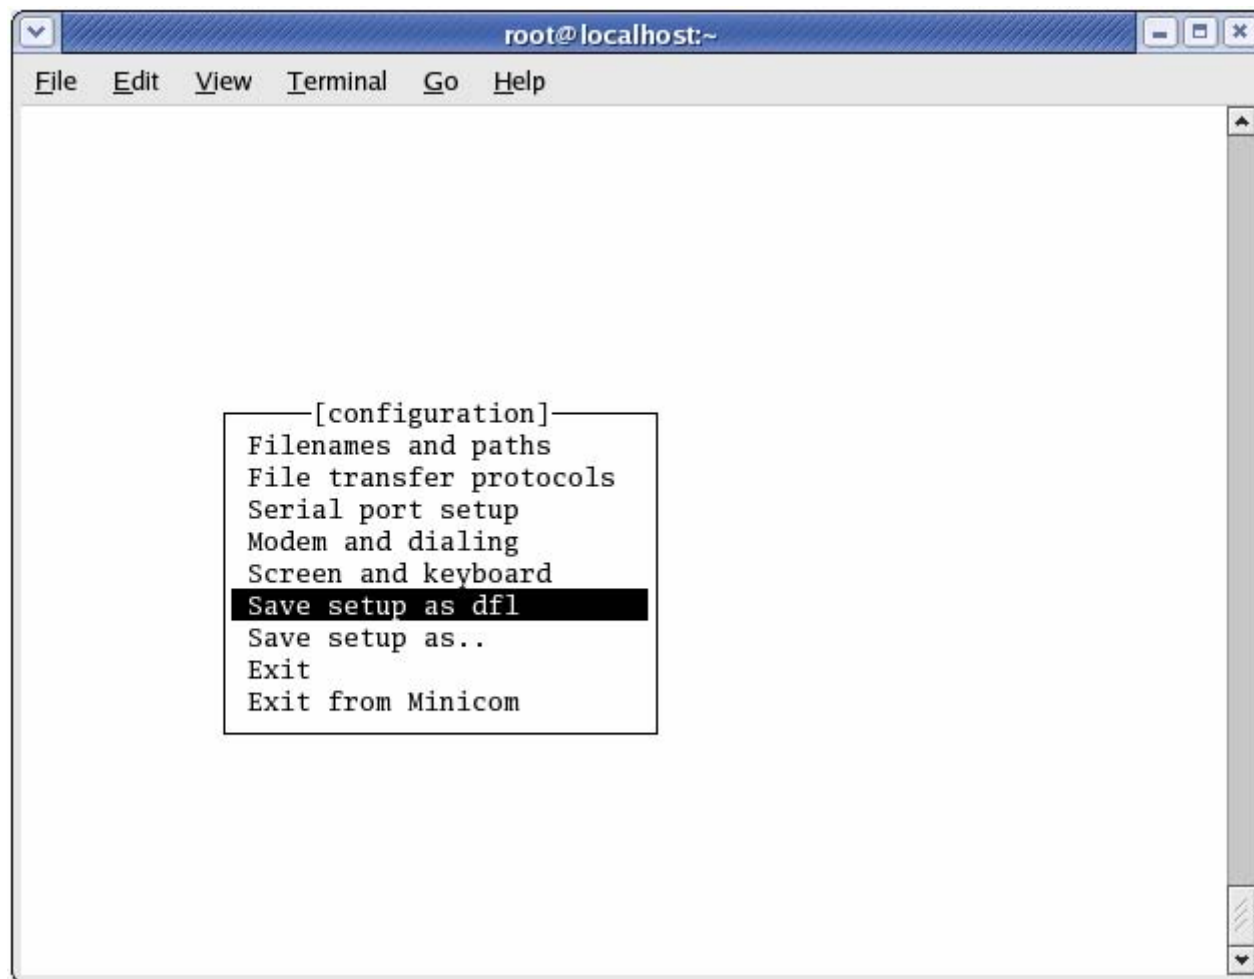 root@localhost:~
File Edit View Terminal Go Help
[configuration]
Filenames and paths
File transfer protocols
Serial port setup
Modem and dialing
Screen and keyboard
Save setup as dfl
Save setup as..
Exit
Exit from Minicom